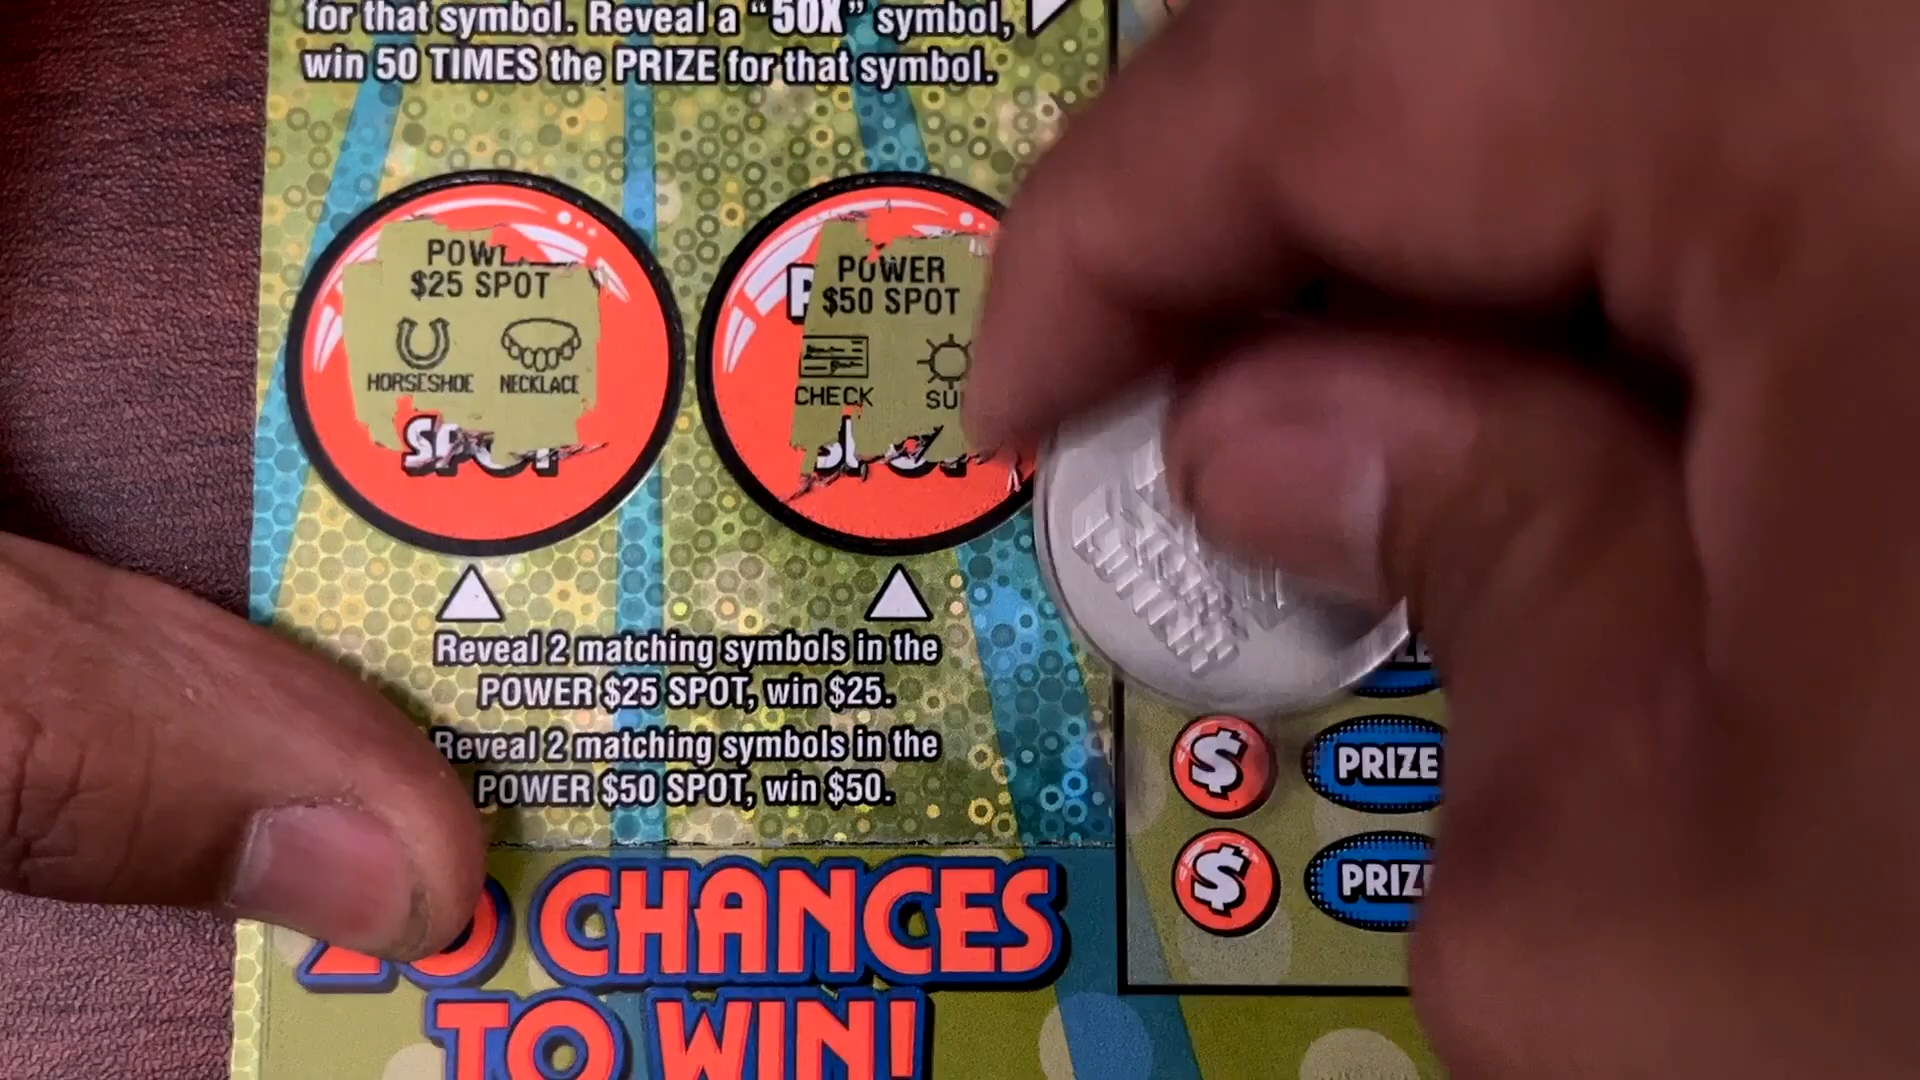 for that symbol. Reveal a “50X” symbol,
win 50 TIMES the PRIZE for that symbol.
$25 SPOT
HORSESHOE NECKLACE
SPOT
POWER
$50 SPOT
CHECK
SPOT
Reveal 2 matching symbols in the
POWER $25 SPOT, win $25.
Reveal 2 matching symbols in the
POWER $50 SPOT, win $50.
$ PRIZE
$
CHANCES
TO WIN!